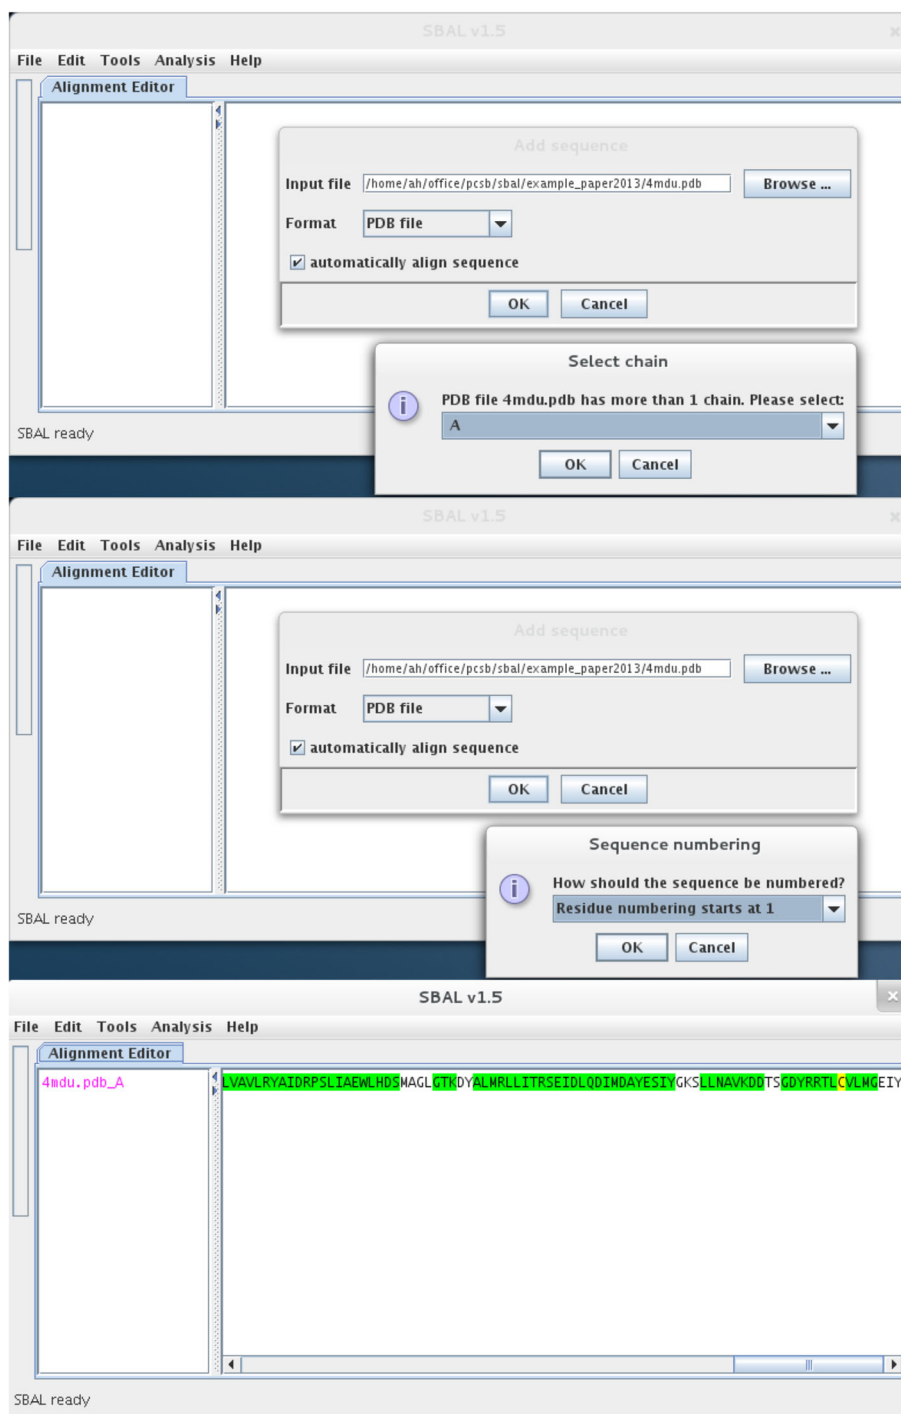 SBAL v1.5
File Edit Tools Analysis Help
Alignment Editor
Add sequence
Input file /home/ah/office/pcsb/sbal/example_paper2013/4mdu.pdb Browse ...
Format PDB file
automatically align sequence
OK Cancel
Select chain
PDB file 4mdu.pdb has more than 1 chain. Please select:
A
SBAL ready
OK Cancel
SBAL v1.5
File Edit Tools Analysis Help
Alignment Editor
Add sequence
Input file /home/ah/office/pcsb/sbal/example_paper2013/4mdu.pdb Browse ...
Format PDB file
automatically align sequence
OK Cancel
Sequence numbering
How should the sequence be numbered?
Residue numbering starts at 1
SBAL ready
OK Cancel
SBAL v1.5
File Edit Tools Analysis Help
Alignment Editor
4mdu.pdb_A LVAVLRYAIDRPSLIAEWLHDSMAGLGTKDYALMRLLITRSEIDLQDIMDAYESIYGKSLLNAVKDDTSGDYRRTLCVLMGEIY
SBAL ready